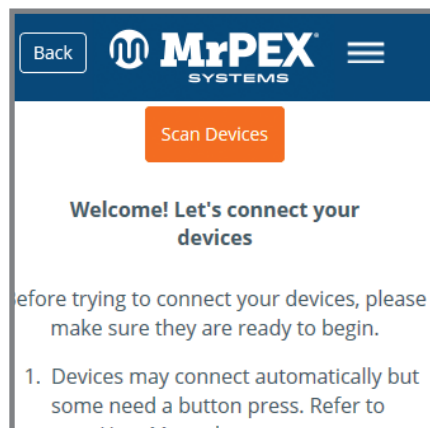 Back
MrPEX®
SYSTEMS
Scan Devices
Welcome! Let's connect your
devices
efore trying to connect your devices, please
make sure they are ready to begin.
1. Devices may connect automatically but
some need a button press. Refer to